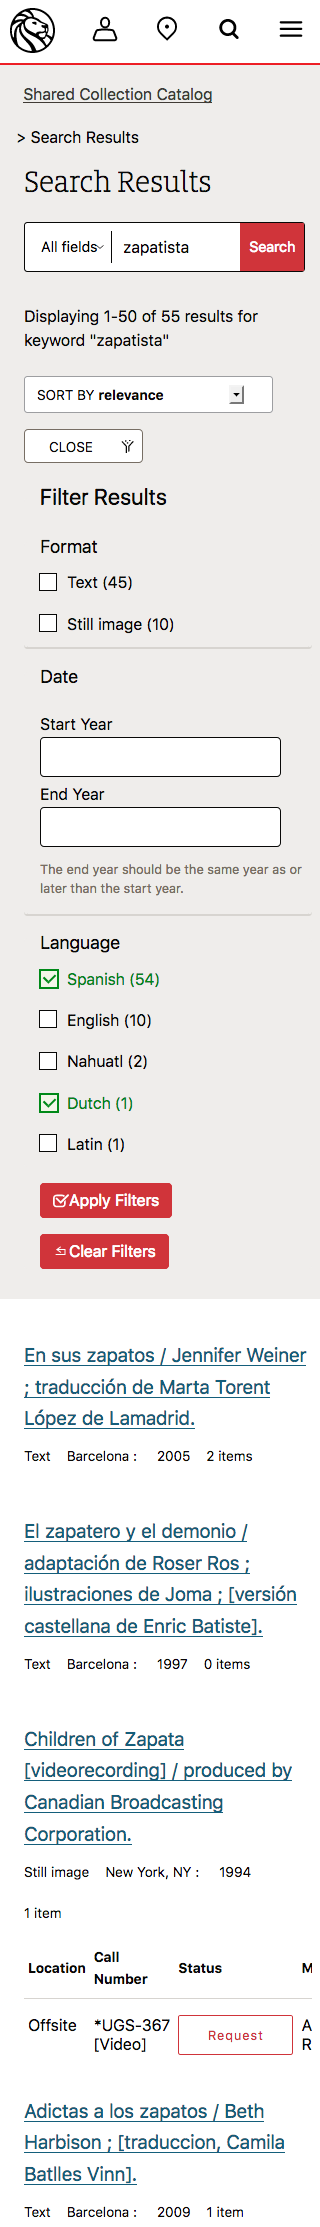 Shared Collection Catalog
> Search Results
Search Results
All fields zapatista Search
Displaying 1-50 of 55 results for
keyword "zapatista"
SORT BY relevance
CLOSE
Filter Results
Format
Text (45)
Still image (10)
Date
Start Year
End Year
The end year should be the same year as or
later than the start year.
Language
Spanish (54)
English (10)
Nahuatl (2)
Dutch (1)
Latin (1)
Apply Filters
Clear Filters
En sus zapatos / Jennifer Weiner
; traducción de Marta Torent
López de Lamadrid.
Text Barcelona : 2005 2 items
El zapatero y el demonio /
adaptación de Roser Ros ;
ilustraciones de Joma ; [versión
castellana de Enric Batiste].
Text Barcelona : 1997 0 items
Children of Zapata
[videorecording] / produced by
Canadian Broadcasting
Corporation.
Still image New York, NY : 1994
1 item
Location Call Number Status M
Offsite *UGS-367 [Video] Request A R
Adictas a los zapatos / Beth
Harbison ; [traduccion, Camila
Batlles Vinn].
Text Barcelona : 2009 1 item